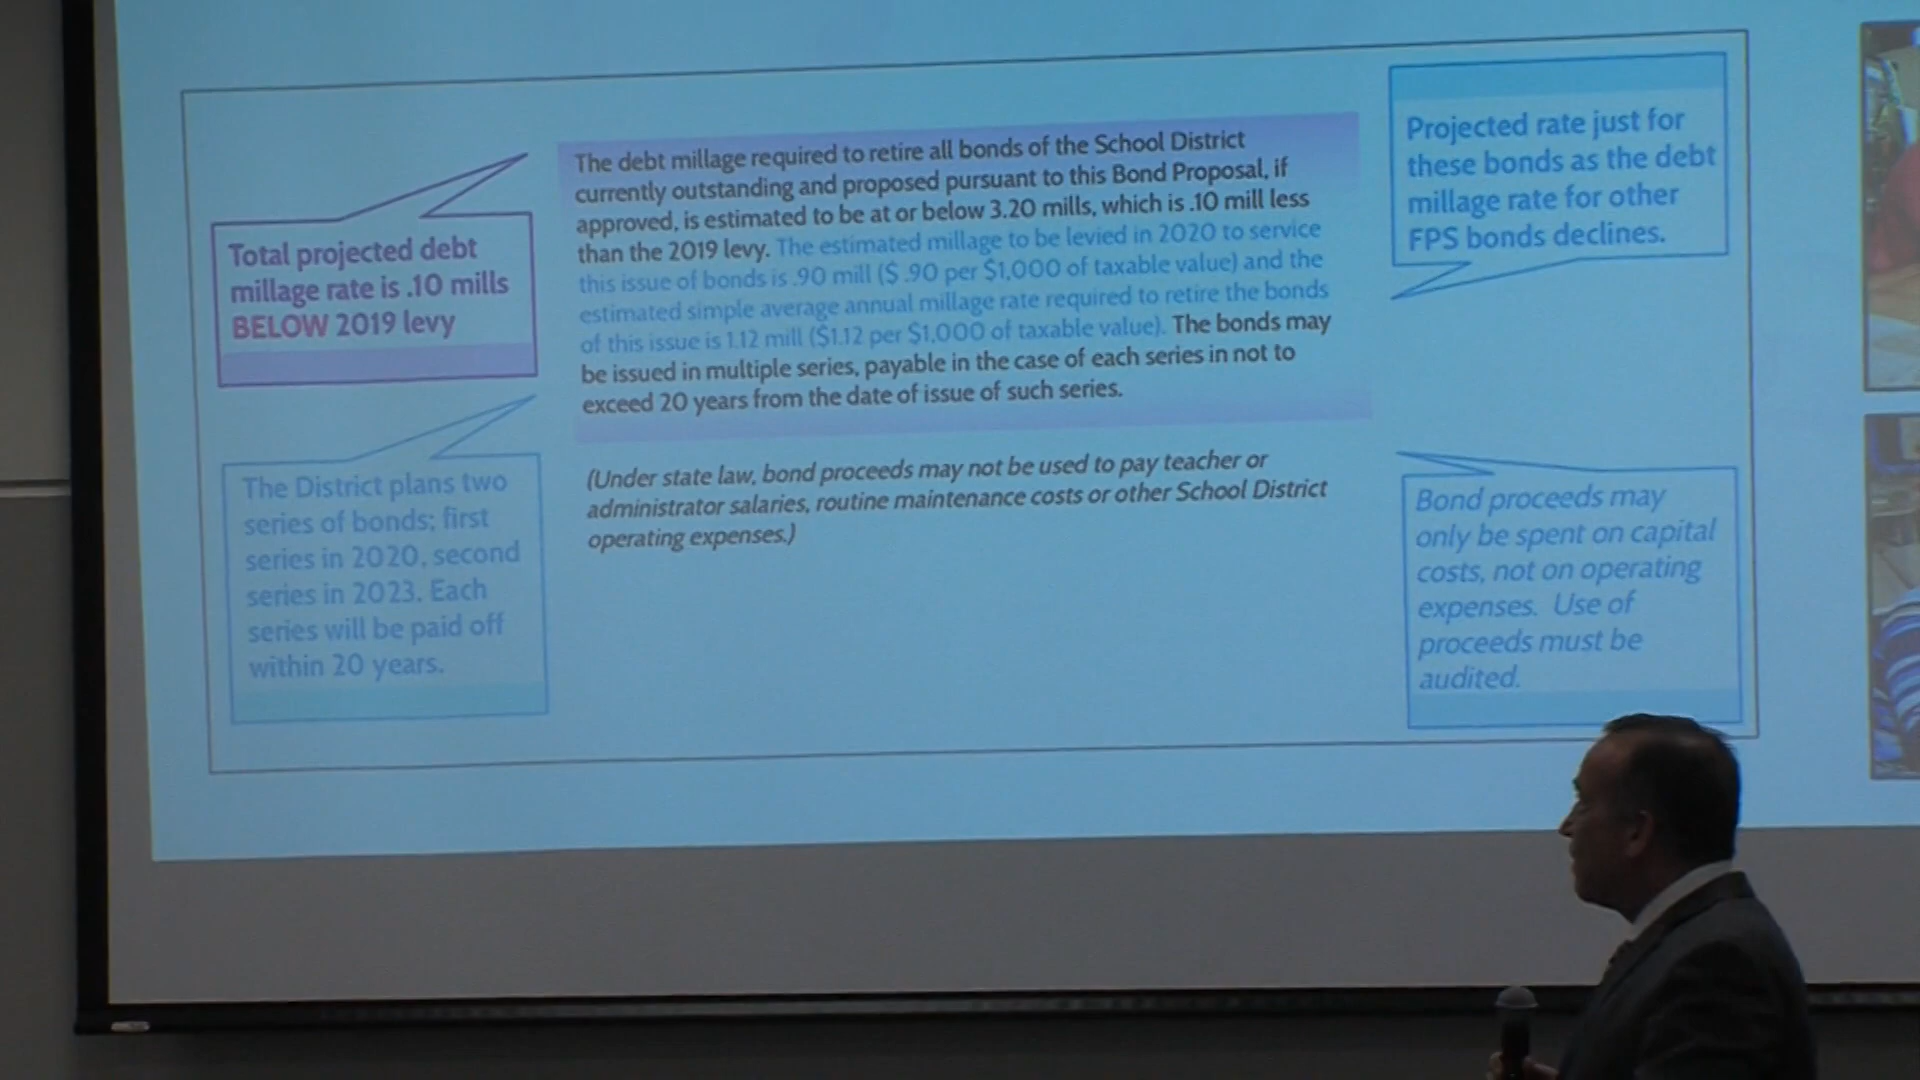 Total projected debt
millage rate is .10 mills
BELOW 2019 levy
The District plans two
series of bonds; first
series in 2020, second
series in 2023. Each
series will be paid off
within 20 years.
The debt millage required to retire all bonds of the School District
currently outstanding and proposed pursuant to this Bond Proposal, if
approved, is estimated to be at or below 3.20 mills, which is .10 mill less
than the 2019 levy. The estimated millage to be levied in 2020 to service
this issue of bonds is .90 mill ($ .90 per $1,000 of taxable value) and the
estimated simple average annual millage rate required to retire the bonds
of this issue is 1.12 mill ($1.12 per $1,000 of taxable value). The bonds may
be issued in multiple series, payable in the case of each series in not to
exceed 20 years from the date of issue of such series.
(Under state law, bond proceeds may not be used to pay teacher or
administrator salaries, routine maintenance costs or other School District
operating expenses.)
Projected rate just for
these bonds as the debt
millage rate for other
FPS bonds declines.
Bond proceeds may
only be spent on capital
costs, not on operating
expenses. Use of
proceeds must be
audited.